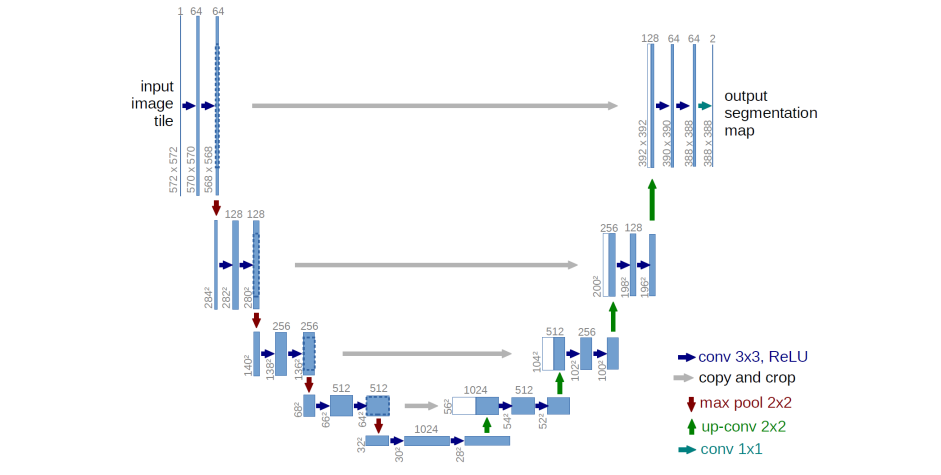 1 64 64
128 64 64 2
input
image
tile
output
segmentation
map
572 x 572
570 x 570
568 x 568
392 x 392
390 x 390
388 x 388
388 x 388
128 128
256 128
284²
282²
280²
200²
198²
196²
256 256
512 256
140²
138²
136²
104²
102²
100²
512 512
1024 512
68²
66²
64²
56²
54²
52²
1024
32²
30²
28²
conv 3x3, ReLU
copy and crop
max pool 2x2
up-conv 2x2
conv 1x1